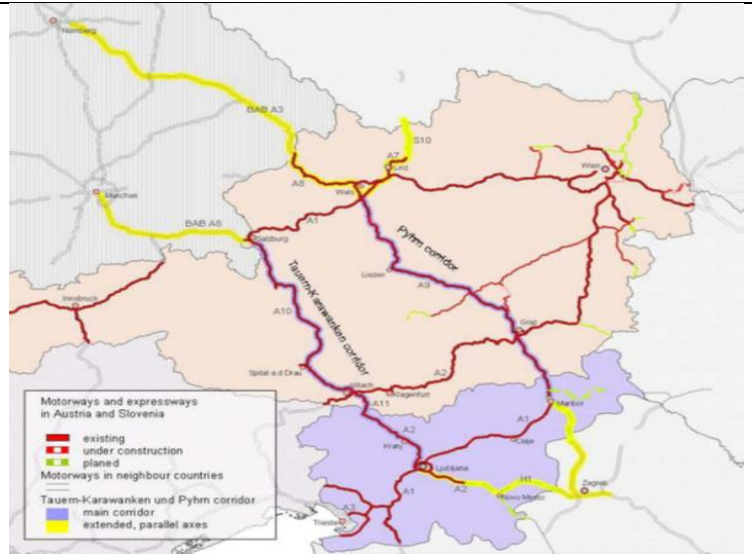 Nürnberg
BAB A3
S10
A7
Linz
Wien
A8
Wels
München
BAB A8
A1
Salzburg
Pyhrn corridor
Liezen
A9
Tauern-Karawanken corridor
Innsbruck
A10
Graz
Spittal a.d.Drau
A2
Villach
Klagenfurt
A11
Maribor
A2
A1
Kranj
Celje
Ljubljana
H1
Zagreb
A2
Novo Mesto
A1
A3
Trieste
Motorways and expressways
in Austria and Slovenia
existing
under construction
planed
Motorways in neighbour countries
Tauern-Karawanken und Pyhrn corridor
main corridor
extended, parallel axes